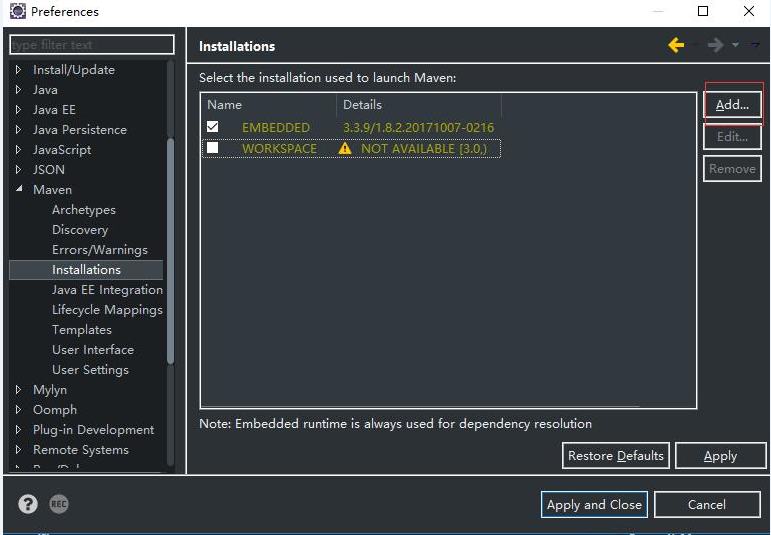 Preferences
type filter text
Install/Update
Java
Java EE
Java Persistence
JavaScript
JSON
Maven
Archetypes
Discovery
Errors/Warnings
Installations
Java EE Integration
Lifecycle Mappings
Templates
User Interface
User Settings
Mylyn
Oomph
Plug-in Development
Remote Systems
Installations
Select the installation used to launch Maven:
Name Details
EMBEDDED 3.3.9/1.8.2.20171007-0216
WORKSPACE NOT AVAILABLE [3.0,)
Add...
Edit...
Remove
Note: Embedded runtime is always used for dependency resolution
Restore Defaults Apply
? REC
Apply and Close Cancel